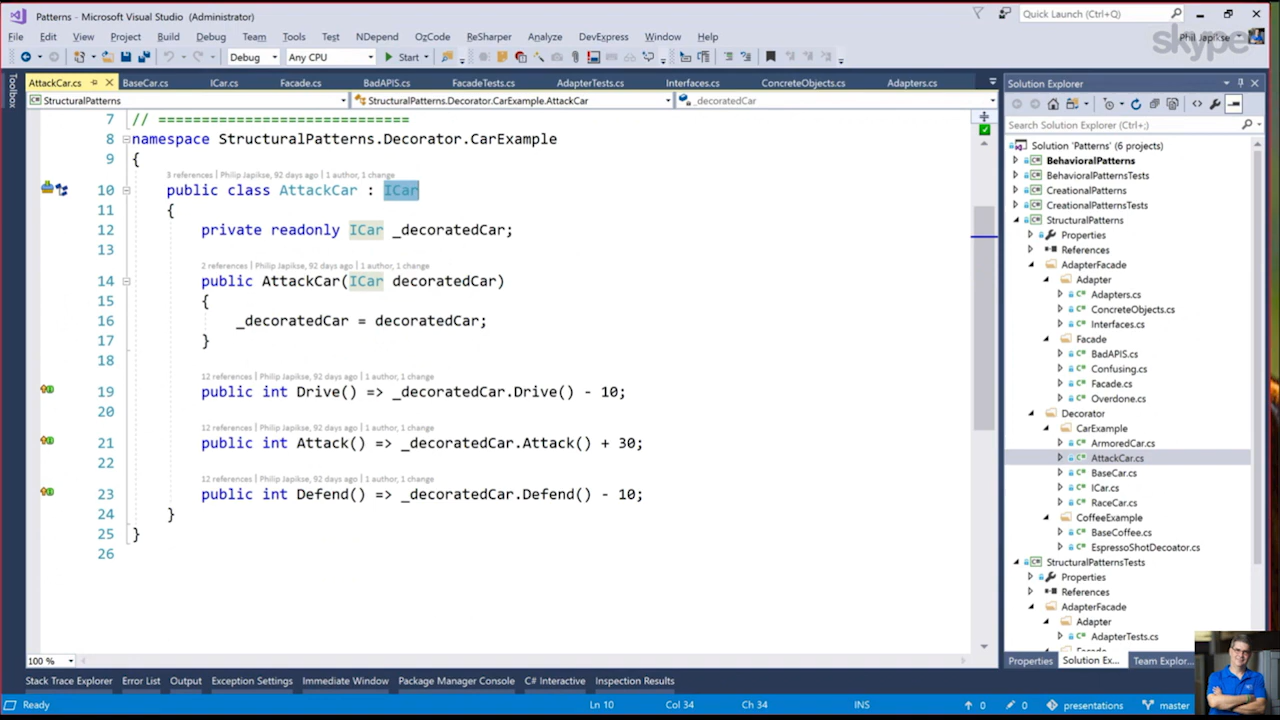 Patterns - Microsoft Visual Studio (Administrator)
Quick Launch (Ctrl+Q)
File Edit View Project Build Debug Team Tools Test NDepend OzCode ReSharper Analyze DevExpress Window Help
Phil Japikse
skype
Debug Any CPU Start
Toolbox
AttackCar.cs BaseCar.cs ICar.cs Facade.cs BadAPIS.cs FacadeTests.cs AdapterTests.cs Interfaces.cs ConcreteObjects.cs Adapters.cs
StructuralPatterns StructuralPatterns.Decorator.CarExample.AttackCar _decoratedCar
7 // =============================
8 namespace StructuralPatterns.Decorator.CarExample
9 {
3 references | Philip Japikse, 92 days ago | 1 author, 1 change
10 public class AttackCar : ICar
11 {
12 private readonly ICar _decoratedCar;
13
2 references | Philip Japikse, 92 days ago | 1 author, 1 change
14 public AttackCar(ICar decoratedCar)
15 {
16 _decoratedCar = decoratedCar;
17 }
18
12 references | Philip Japikse, 92 days ago | 1 author, 1 change
19 public int Drive() => _decoratedCar.Drive() - 10;
20
12 references | Philip Japikse, 92 days ago | 1 author, 1 change
21 public int Attack() => _decoratedCar.Attack() + 30;
22
12 references | Philip Japikse, 92 days ago | 1 author, 1 change
23 public int Defend() => _decoratedCar.Defend() - 10;
24 }
25 }
26
100 %
Solution Explorer
Search Solution Explorer (Ctrl+;)
Solution 'Patterns' (6 projects)
BehavioralPatterns
BehavioralPatternsTests
CreationalPatterns
CreationalPatternsTests
StructuralPatterns
Properties
References
AdapterFacade
Adapter
Adapters.cs
ConcreteObjects.cs
Interfaces.cs
Facade
BadAPIS.cs
Confusing.cs
Facade.cs
Overdone.cs
Decorator
CarExample
ArmoredCar.cs
AttackCar.cs
BaseCar.cs
ICar.cs
RaceCar.cs
CoffeeExample
BaseCoffee.cs
EspressoShotDecoator.cs
StructuralPatternsTests
Properties
References
AdapterFacade
Adapter
AdapterTests.cs
Facade
Properties Solution Ex... Team Explor...
Stack Trace Explorer Error List Output Exception Settings Immediate Window Package Manager Console C# Interactive Inspection Results
Ready Ln 10 Col 34 Ch 34 INS 0 0 presentations master